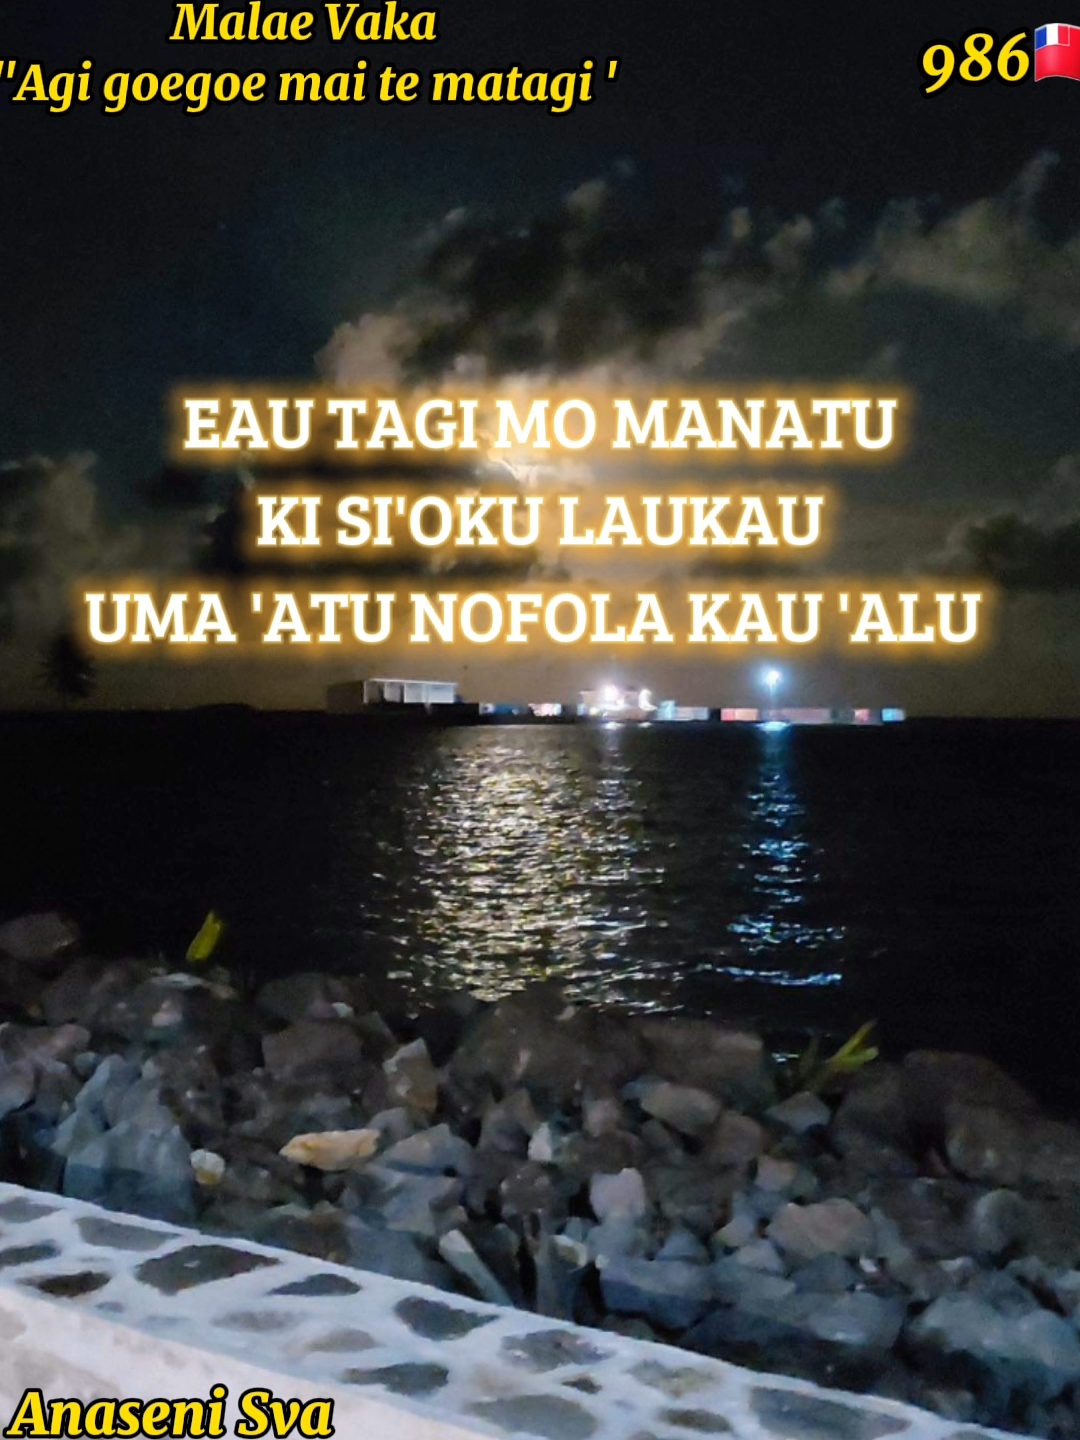 Malae Vaka
"Agi goegoe mai te matagi '
986
EAU TAGI MO MANATU
KI SI'OKU LAUKAU
UMA 'ATU NOFOLA KAU 'ALU
Anaseni Sva